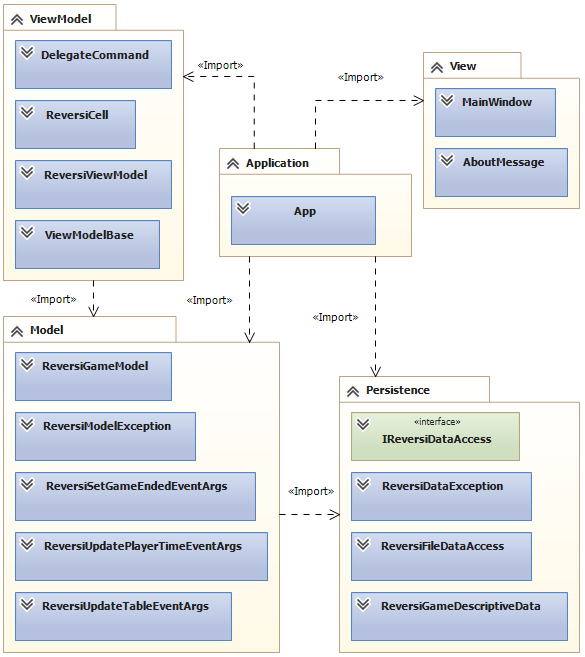 ViewModel
DelegateCommand
ReversiCell
ReversiViewModel
ViewModelBase
«Import»
«Import»
View
MainWindow
AboutMessage
Application
App
«Import»
«Import»
«Import»
Model
ReversiGameModel
ReversiModelException
ReversiSetGameEndedEventArgs
ReversiUpdatePlayerTimeEventArgs
ReversiUpdateTableEventArgs
«Import»
Persistence
«interface»
IReversiDataAccess
ReversiDataException
ReversiFileDataAccess
ReversiGameDescriptiveData